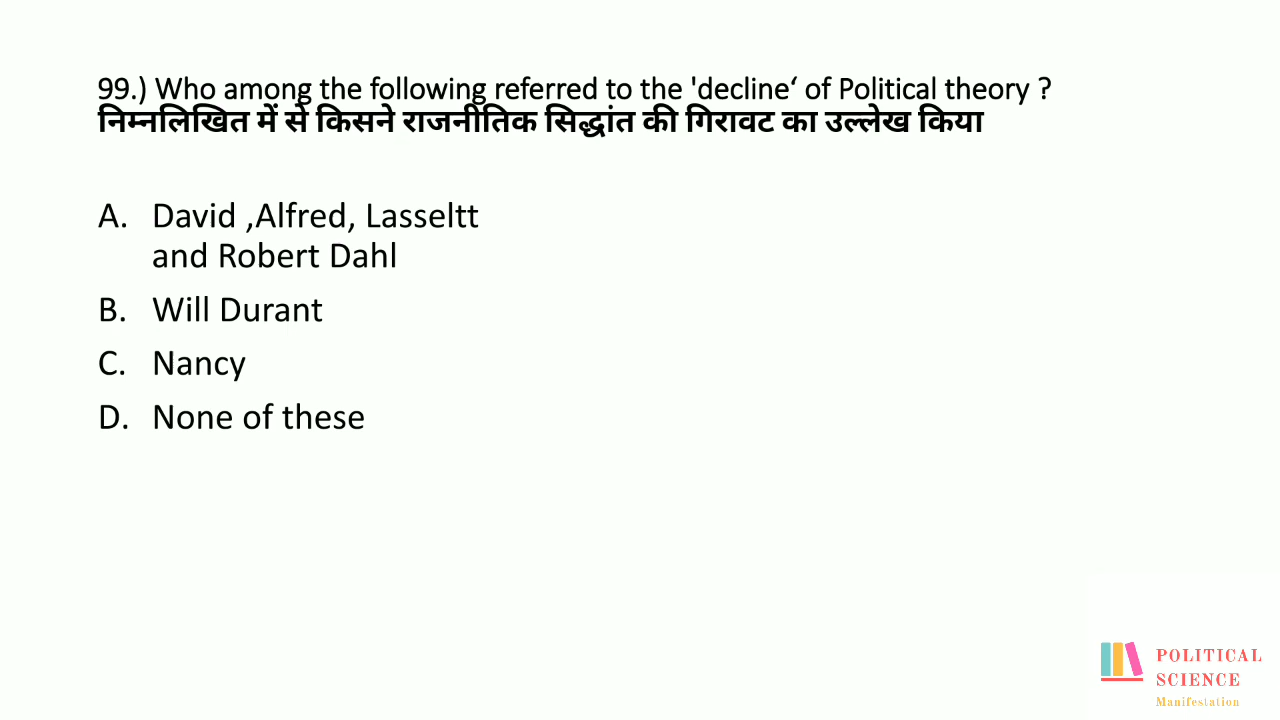 99.) Who among the following referred to the 'decline‘ of Political theory ?
निम्नलिखित में से किसने राजनीतिक सिद्धांत की गिरावट का उल्लेख किया
A. David ,Alfred, Lasseltt
and Robert Dahl
B. Will Durant
C. Nancy
D. None of these
POLITICAL
SCIENCE
Manifestation